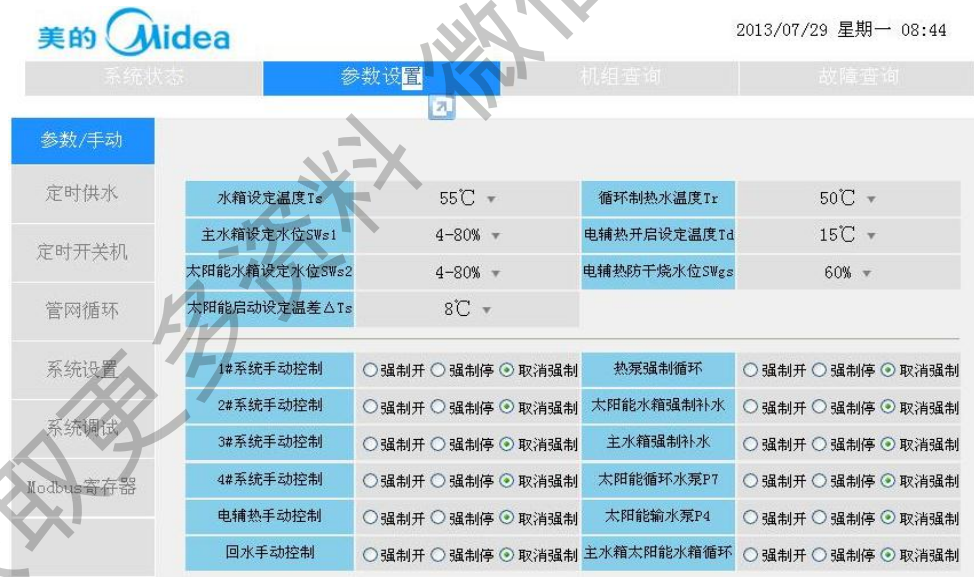 美的 Midea
2013/07/29 星期一 08:44
系统状态 参数设置 机组查询 故障查询
参数/手动
定时供水
定时开关机
管网循环
系统设置
系统调试
Modbus寄存器
水箱设定温度Ts 55℃ 循环制热水温度Tr 50℃
主水箱设定水位SWs1 4-80% 电辅热开启设定温度Td 15℃
太阳能水箱设定水位SWs2 4-80% 电辅热防干烧水位SWgs 60%
太阳能启动设定温差△Ts 8℃
1#系统手动控制 强制开 强制停 取消强制 热泵强制循环 强制开 强制停 取消强制
2#系统手动控制 强制开 强制停 取消强制 太阳能水箱强制补水 强制开 强制停 取消强制
3#系统手动控制 强制开 强制停 取消强制 主水箱强制补水 强制开 强制停 取消强制
4#系统手动控制 强制开 强制停 取消强制 太阳能循环水泵P7 强制开 强制停 取消强制
电辅热手动控制 强制开 强制停 取消强制 太阳能输水泵P4 强制开 强制停 取消强制
回水手动控制 强制开 强制停 取消强制 主水箱太阳能水箱循环 强制开 强制停 取消强制
取更多资料 微信